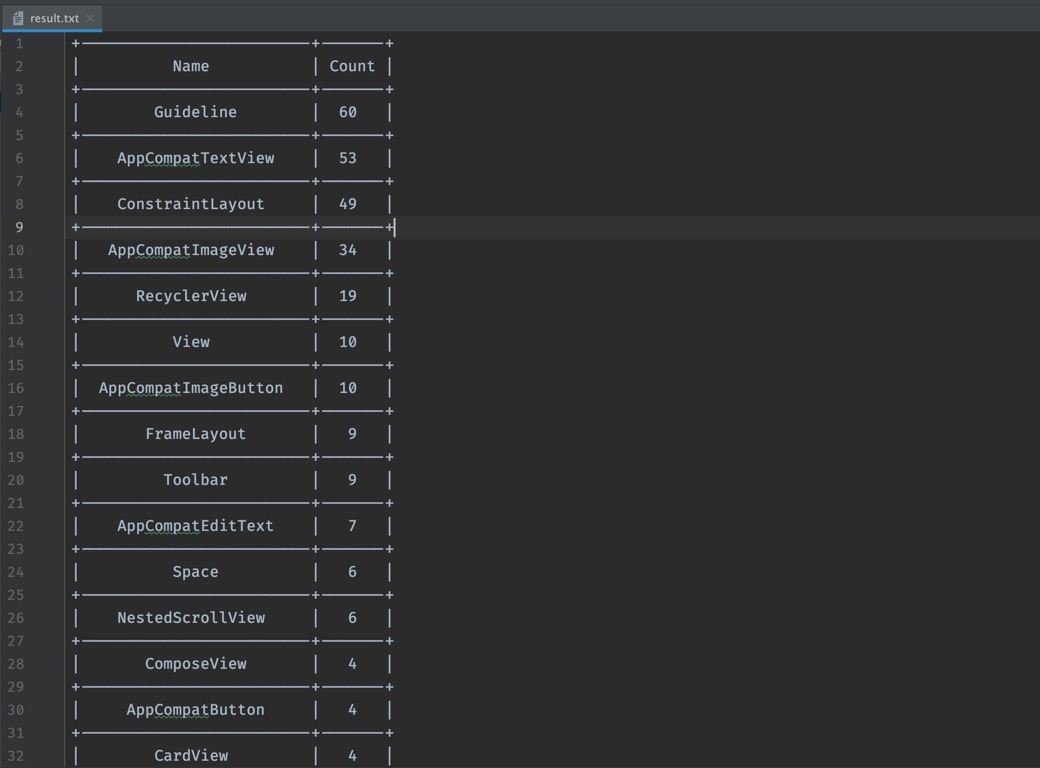 result.txt
1 +-------------------------+-------+
2 | Name | Count |
3 +-------------------------+-------+
4 | Guideline | 60 |
5 +-------------------------+-------+
6 | AppCompatTextView | 53 |
7 +-------------------------+-------+
8 | ConstraintLayout | 49 |
9 +-------------------------+-------+
10 | AppCompatImageView | 34 |
11 +-------------------------+-------+
12 | RecyclerView | 19 |
13 +-------------------------+-------+
14 | View | 10 |
15 +-------------------------+-------+
16 | AppCompatImageButton | 10 |
17 +-------------------------+-------+
18 | FrameLayout | 9 |
19 +-------------------------+-------+
20 | Toolbar | 9 |
21 +-------------------------+-------+
22 | AppCompatEditText | 7 |
23 +-------------------------+-------+
24 | Space | 6 |
25 +-------------------------+-------+
26 | NestedScrollView | 6 |
27 +-------------------------+-------+
28 | ComposeView | 4 |
29 +-------------------------+-------+
30 | AppCompatButton | 4 |
31 +-------------------------+-------+
32 | CardView | 4 |